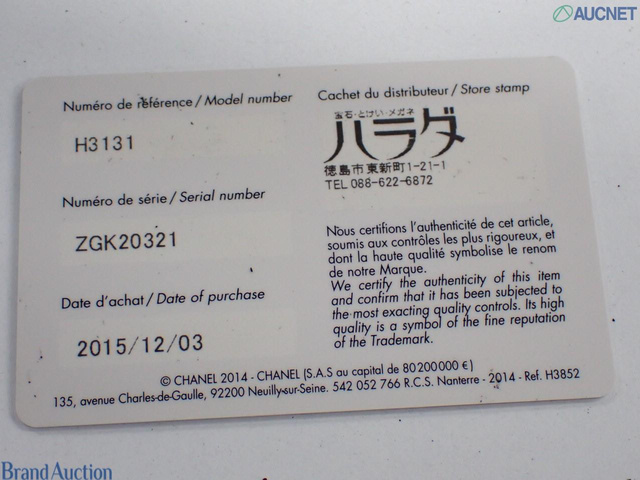 AUCNET
Numéro de référence / Model number
H3131
Numéro de série / Serial number
ZGK20321
Date d'achat / Date of purchase
2015/12/03
Cachet du distributeur / Store stamp
宝石・とけい・メガネ
ハラダ
徳島市東新町1-21-1
TEL 088-622-6872
Nous certifions l'authenticité de cet article,
soumis aux contrôles les plus rigoureux, et
dont la haute qualité symbolise le renom
de notre Marque.
We certify the authenticity of this item
and confirm that it has been subjected to
the most exacting quality controls. Its high
quality is a symbol of the fine reputation
of the Trademark.
© CHANEL 2014 - CHANEL (S.A.S au capital de 80 200 000 €)
135, avenue Charles-de-Gaulle, 92200 Neuilly-sur-Seine. 542 052 766 R.C.S. Nanterre - 2014 - Ref. H3852
Brand Auction